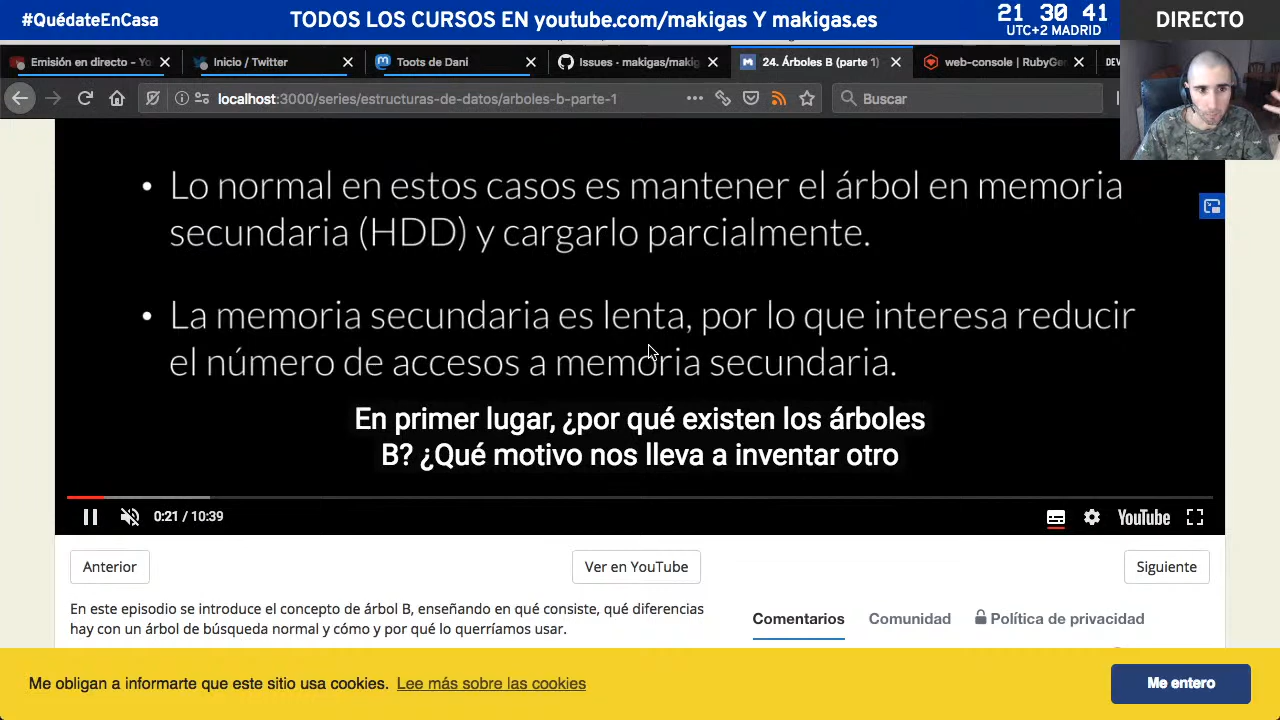 #QuédateEnCasa
TODOS LOS CURSOS EN youtube.com/makigas Y makigas.es
21 30 41
UTC+2 MADRID
DIRECTO
Emisión en directo - Yo
Inicio / Twitter
Toots de Dani
Issues - makigas/makig
24. Árboles B (parte 1)
web-console | RubyGe
DEV
localhost:3000/series/estructuras-de-datos/arboles-b-parte-1
Buscar
• Lo normal en estos casos es mantener el árbol en memoria
secundaria (HDD) y cargarlo parcialmente.
• La memoria secundaria es lenta, por lo que interesa reducir
el número de accesos a memoria secundaria.
En primer lugar, ¿por qué existen los árboles
B? ¿Qué motivo nos lleva a inventar otro
0:21 / 10:39
YouTube
Anterior
Ver en YouTube
Siguiente
En este episodio se introduce el concepto de árbol B, enseñando en qué consiste, qué diferencias
hay con un árbol de búsqueda normal y cómo y por qué lo querríamos usar.
Comentarios
Comunidad
Política de privacidad
Me obligan a informarte que este sitio usa cookies. Lee más sobre las cookies
Me entero